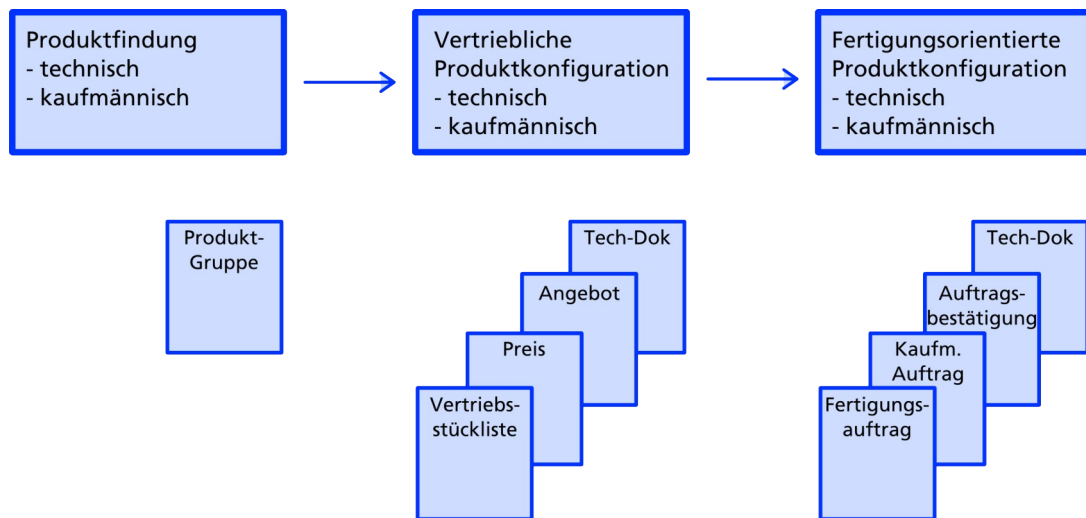 Produktfindung
- technisch
- kaufmännisch
Vertriebliche
Produktkonfiguration
- technisch
- kaufmännisch
Fertigungsorientierte
Produktkonfiguration
- technisch
- kaufmännisch
Produkt-
Gruppe
Tech-Dok
Angebot
Preis
Vertriebs-
stückliste
Tech-Dok
Auftrags-
bestätigung
Kaufm.
Auftrag
Fertigungs-
auftrag